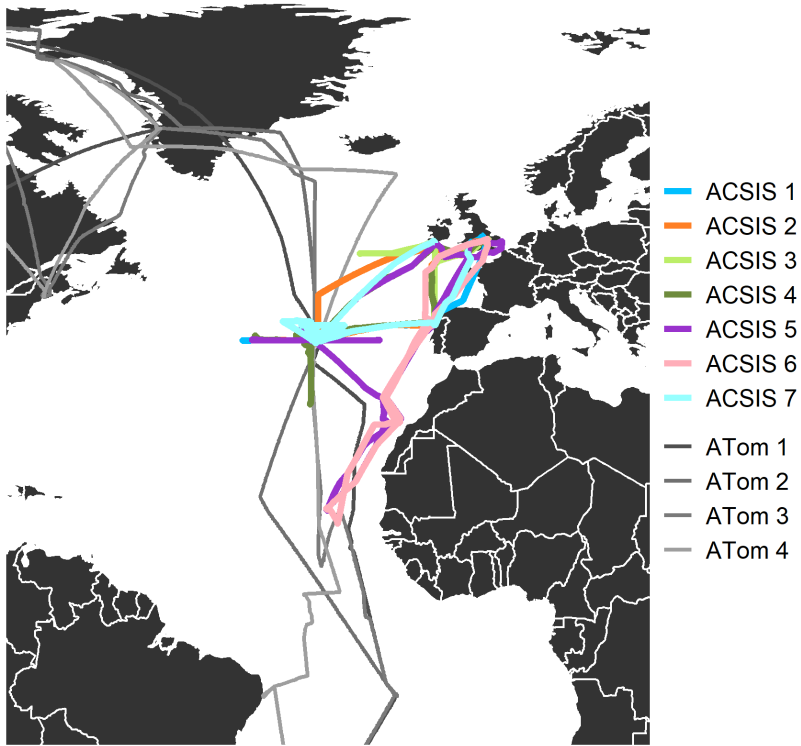 ACSIS 1
ACSIS 2
ACSIS 3
ACSIS 4
ACSIS 5
ACSIS 6
ACSIS 7
ATom 1
ATom 2
ATom 3
ATom 4